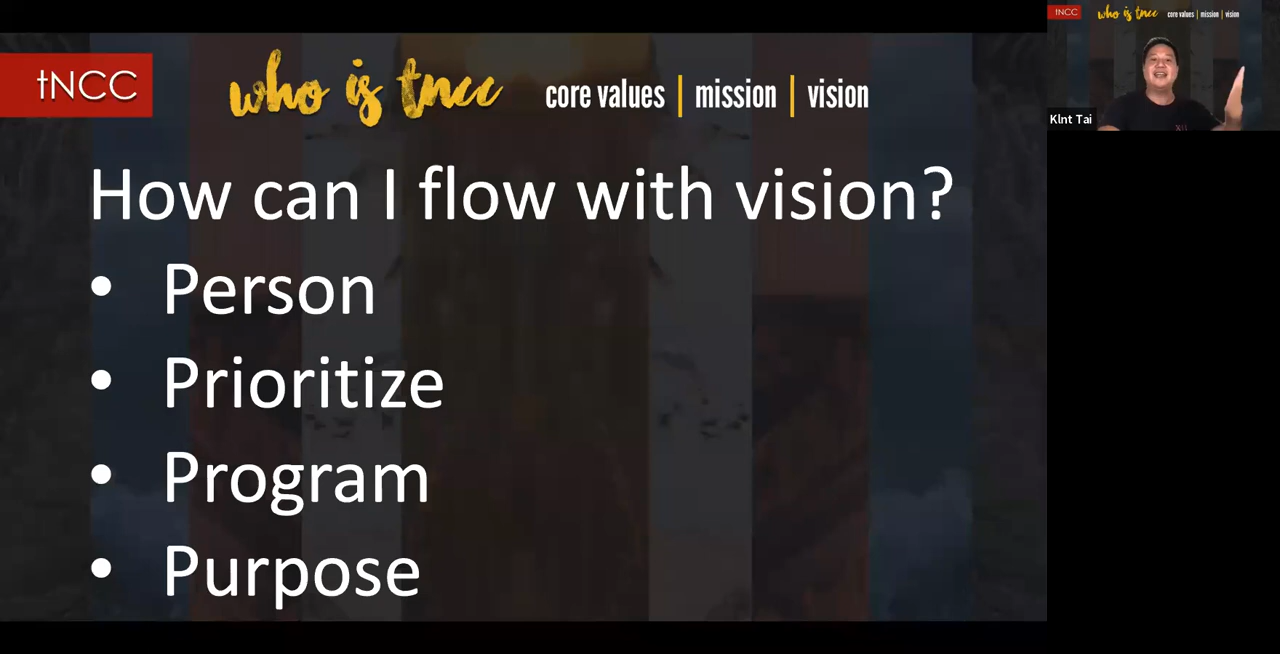 tNCC
who is tncc core values | mission | vision
How can I flow with vision?
• Person
• Prioritize
• Program
• Purpose
tNCC who is tncc core values | mission | vision
Klnt Tai
XII